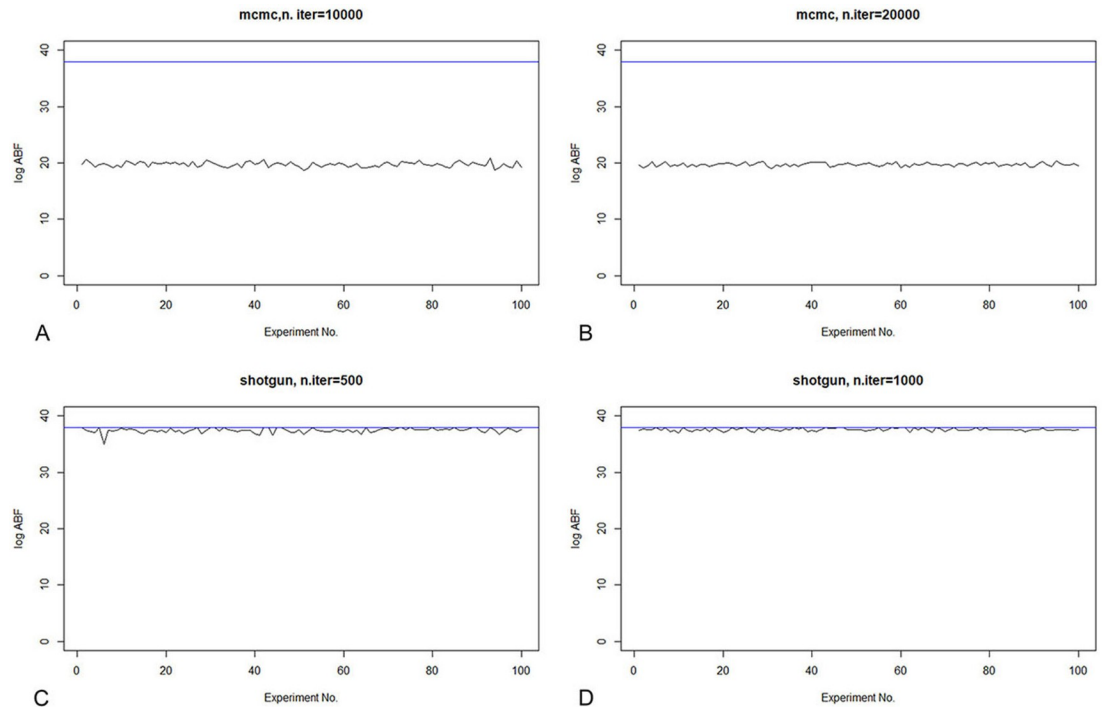 mcmc,n. iter=10000
40
30
20
10
0
log ABF
0 20 40 60 80 100
Experiment No.
A
mcmc, n.iter=20000
40
30
20
10
0
log ABF
0 20 40 60 80 100
Experiment No.
B
shotgun, n.iter=500
40
30
20
10
0
log ABF
0 20 40 60 80 100
Experiment No.
C
shotgun, n.iter=1000
40
30
20
10
0
log ABF
0 20 40 60 80 100
Experiment No.
D